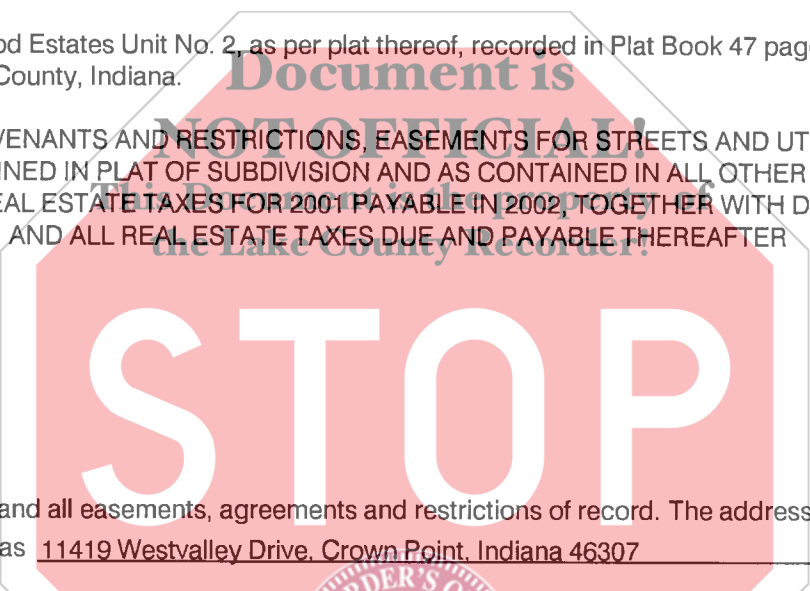 od Estates Unit No. 2, as per plat thereof, recorded in Plat Book 47 pag
County, Indiana.
Document is
NOT OFFICIAL!
This Document is the property of
the Lake County Recorder!
VENANTS AND RESTRICTIONS, EASEMENTS FOR STREETS AND UT
INED IN PLAT OF SUBDIVISION AND AS CONTAINED IN ALL OTHER
EAL ESTATE TAXES FOR 2001 PAYABLE IN 2002, TOGETHER WITH D
AND ALL REAL ESTATE TAXES DUE AND PAYABLE THEREAFTER
STOP
and all easements, agreements and restrictions of record. The address
as 11419 Westvalley Drive, Crown Point, Indiana 46307
RDER'S O